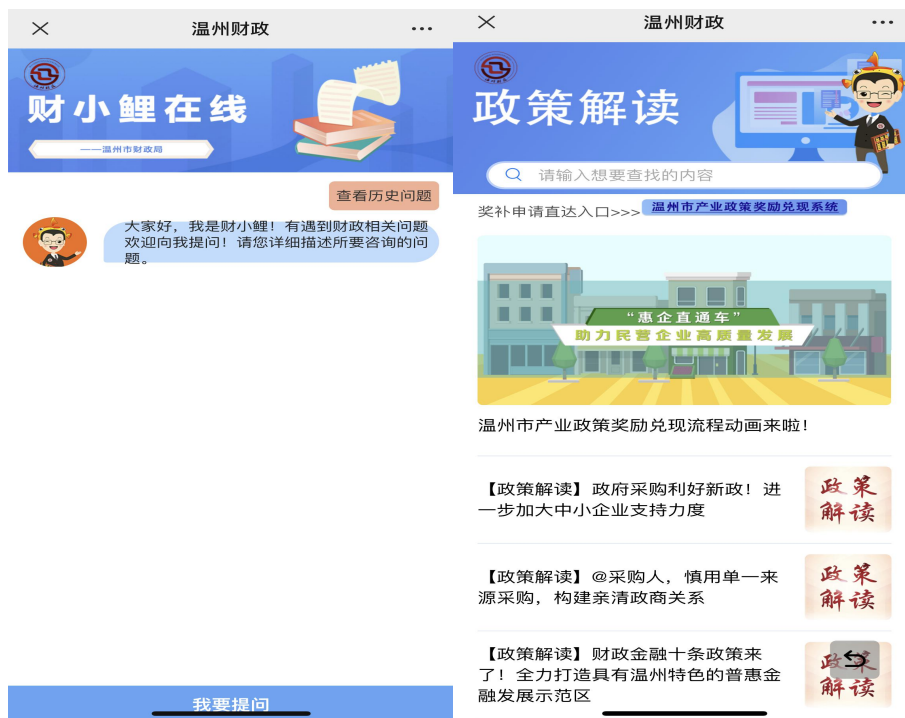 温州财政
财小鲤在线
——温州市财政局
查看历史问题
大家好，我是财小鲤！有遇到财政相关问题
欢迎向我提问！请您详细描述所要咨询的问
题。
我要提问
温州财政
政策解读
请输入想要查找的内容
奖补申请直达入口>>> 温州市产业政策奖励兑现系统
“惠企直通车”
助力民营企业高质量发展
温州市产业政策奖励兑现流程动画来啦！
【政策解读】政府采购利好新政！进
一步加大中小企业支持力度
政策
解读
【政策解读】@采购人，慎用单一来
源采购，构建亲清政商关系
政策
解读
【政策解读】财政金融十条政策来
了！全力打造具有温州特色的普惠金
融发展示范区
政策
解读